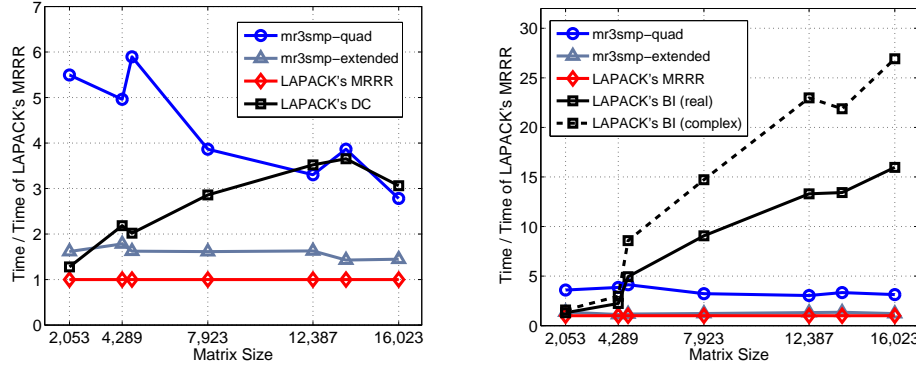 7
6
5
4
3
2
1
0
Time / Time of LAPACK's MRRR
mr3smp−quad
mr3smp−extended
LAPACK's MRRR
LAPACK's DC
2,053 4,289 7,923 12,387 16,023
Matrix Size
30
25
20
15
10
5
0
Time / Time of LAPACK's MRRR
mr3smp−quad
mr3smp−extended
LAPACK's MRRR
LAPACK's BI (real)
LAPACK's BI (complex)
2,053 4,289 7,923 12,387 16,023
Matrix Size